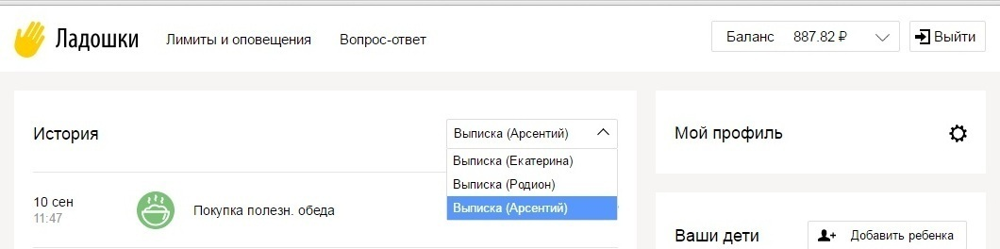 Ладошки Лимиты и оповещения Вопрос-ответ Баланс 887.82 ₽ Выйти
История Выписка (Арсентий) Мой профиль
Выписка (Екатерина)
Выписка (Родион)
10 сен
Выписка (Арсентий)
11:47
Покупка полезн. обеда
Ваши дети Добавить ребенка